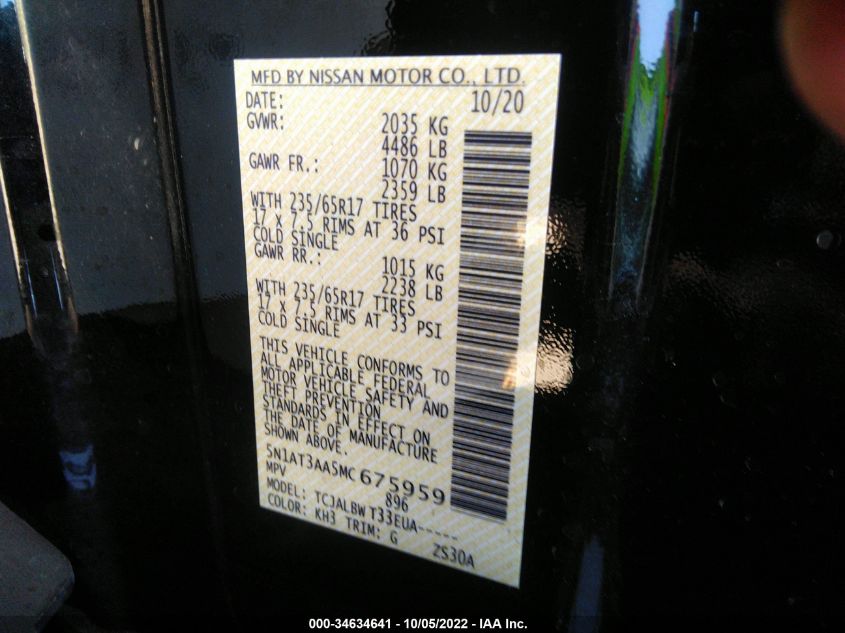 MFD BY NISSAN MOTOR CO., LTD.
DATE: 10/20
GVWR: 2035 KG
4486 LB
GAWR FR.: 1070 KG
2359 LB
WITH 235/65R17 TIRES
17 X 7.5 RIMS AT 36 PSI
COLD SINGLE
GAWR RR.: 1015 KG
2238 LB
WITH 235/65R17 TIRES
17 X 7.5 RIMS AT 33 PSI
COLD SINGLE
THIS VEHICLE CONFORMS TO
ALL APPLICABLE FEDERAL
MOTOR VEHICLE SAFETY AND
THEFT PREVENTION
STANDARDS IN EFFECT ON
THE DATE OF MANUFACTURE
SHOWN ABOVE.
5N1AT3AA5MC675959
MPV 896
MODEL: TCJALBW T33EUA-----
COLOR: KH3 TRIM: G ZS30A
000-34634641 - 10/05/2022 - IAA Inc.